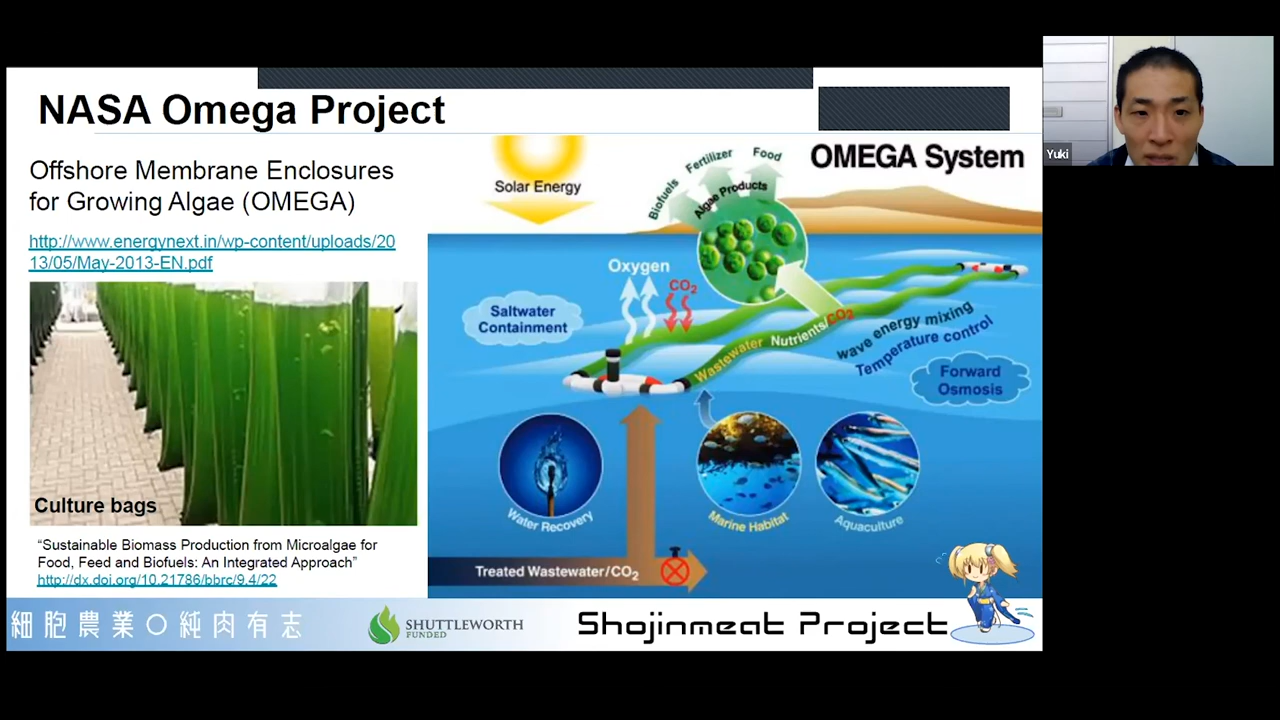 NASA Omega Project
Offshore Membrane Enclosures
for Growing Algae (OMEGA)
http://www.energynext.in/wp-content/uploads/20
13/05/May-2013-EN.pdf
Culture bags
“Sustainable Biomass Production from Microalgae for
Food, Feed and Biofuels: An Integrated Approach”
http://dx.doi.org/10.21786/bbrc/9.4/22
OMEGA System
Solar Energy
Biofuels
Fertilizer
Food
Algae Products
Oxygen
CO2
Saltwater
Containment
Wastewater Nutrients/CO2
wave energy mixing
Temperature control
Forward
Osmosis
Water Recovery
Marine Habitat
Aquaculture
Treated Wastewater/CO2
細胞農業〇純肉有志
SHUTTLEWORTH
FUNDED
Shojinmeat Project
Yuki